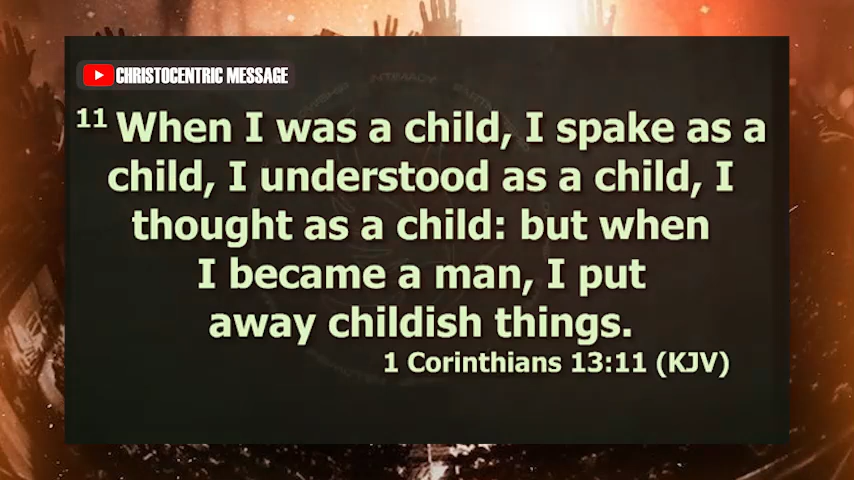 CHRISTOCENTRIC MESSAGE
11 When I was a child, I spake as a
child, I understood as a child, I
thought as a child: but when
I became a man, I put
away childish things.
1 Corinthians 13:11 (KJV)